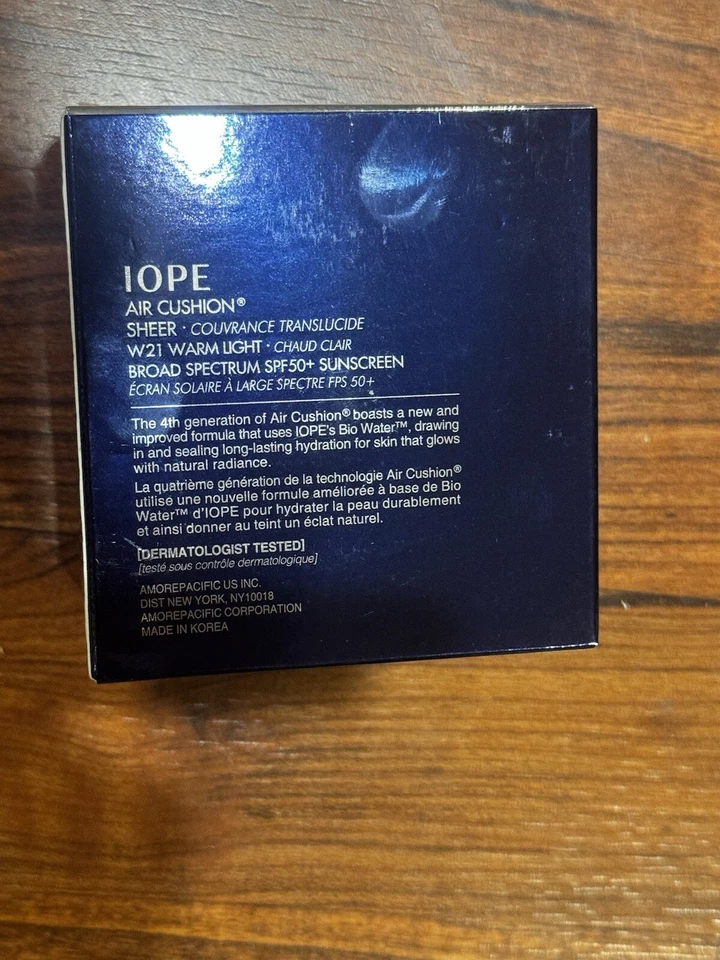 IOPE
AIR CUSHION®
SHEER · COUVRANCE TRANSLUCIDE
W21 WARM LIGHT · CHAUD CLAIR
BROAD SPECTRUM SPF50+ SUNSCREEN
ÉCRAN SOLAIRE À LARGE SPECTRE FPS 50+
The 4th generation of Air Cushion® boasts a new and
improved formula that uses IOPE's Bio Water™, drawing
in and sealing long-lasting hydration for skin that glows
with natural radiance.
La quatrième génération de la technologie Air Cushion®
utilise une nouvelle formule améliorée à base de Bio
Water™ d'IOPE pour hydrater la peau durablement
et ainsi donner au teint un éclat naturel.
[DERMATOLOGIST TESTED]
[testé sous contrôle dermatologique]
AMOREPACIFIC US INC.
DIST NEW YORK, NY10018
AMOREPACIFIC CORPORATION
MADE IN KOREA